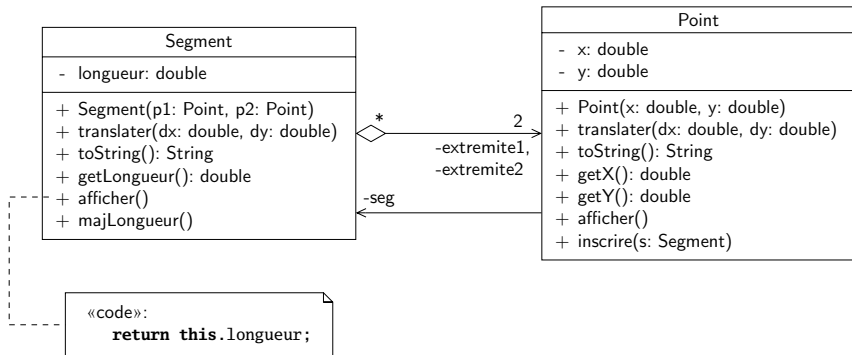 Segment
- longueur: double
+ Segment(p1: Point, p2: Point)
+ translater(dx: double, dy: double)
+ toString(): String
+ getLongueur(): double
+ afficher()
+ majLongueur()
* 2
-extremite1,
-extremite2
-seg
Point
- x: double
- y: double
+ Point(x: double, y: double)
+ translater(dx: double, dy: double)
+ toString(): String
+ getX(): double
+ getY(): double
+ afficher()
+ inscrire(s: Segment)
«code»:
return this.longueur;